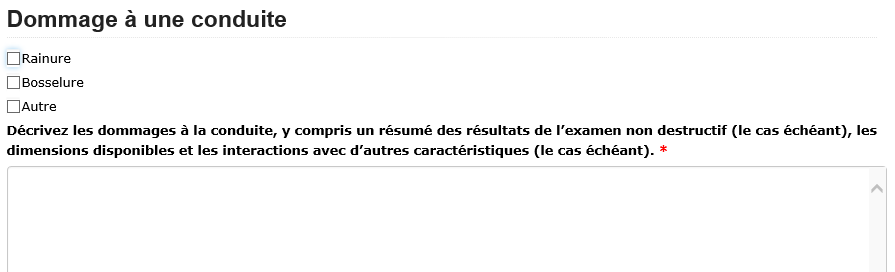 Dommage à une conduite
Rainure
Bosselure
Autre
Décrivez les dommages à la conduite, y compris un résumé des résultats de l’examen non destructif (le cas échéant), les
dimensions disponibles et les interactions avec d’autres caractéristiques (le cas échéant). *